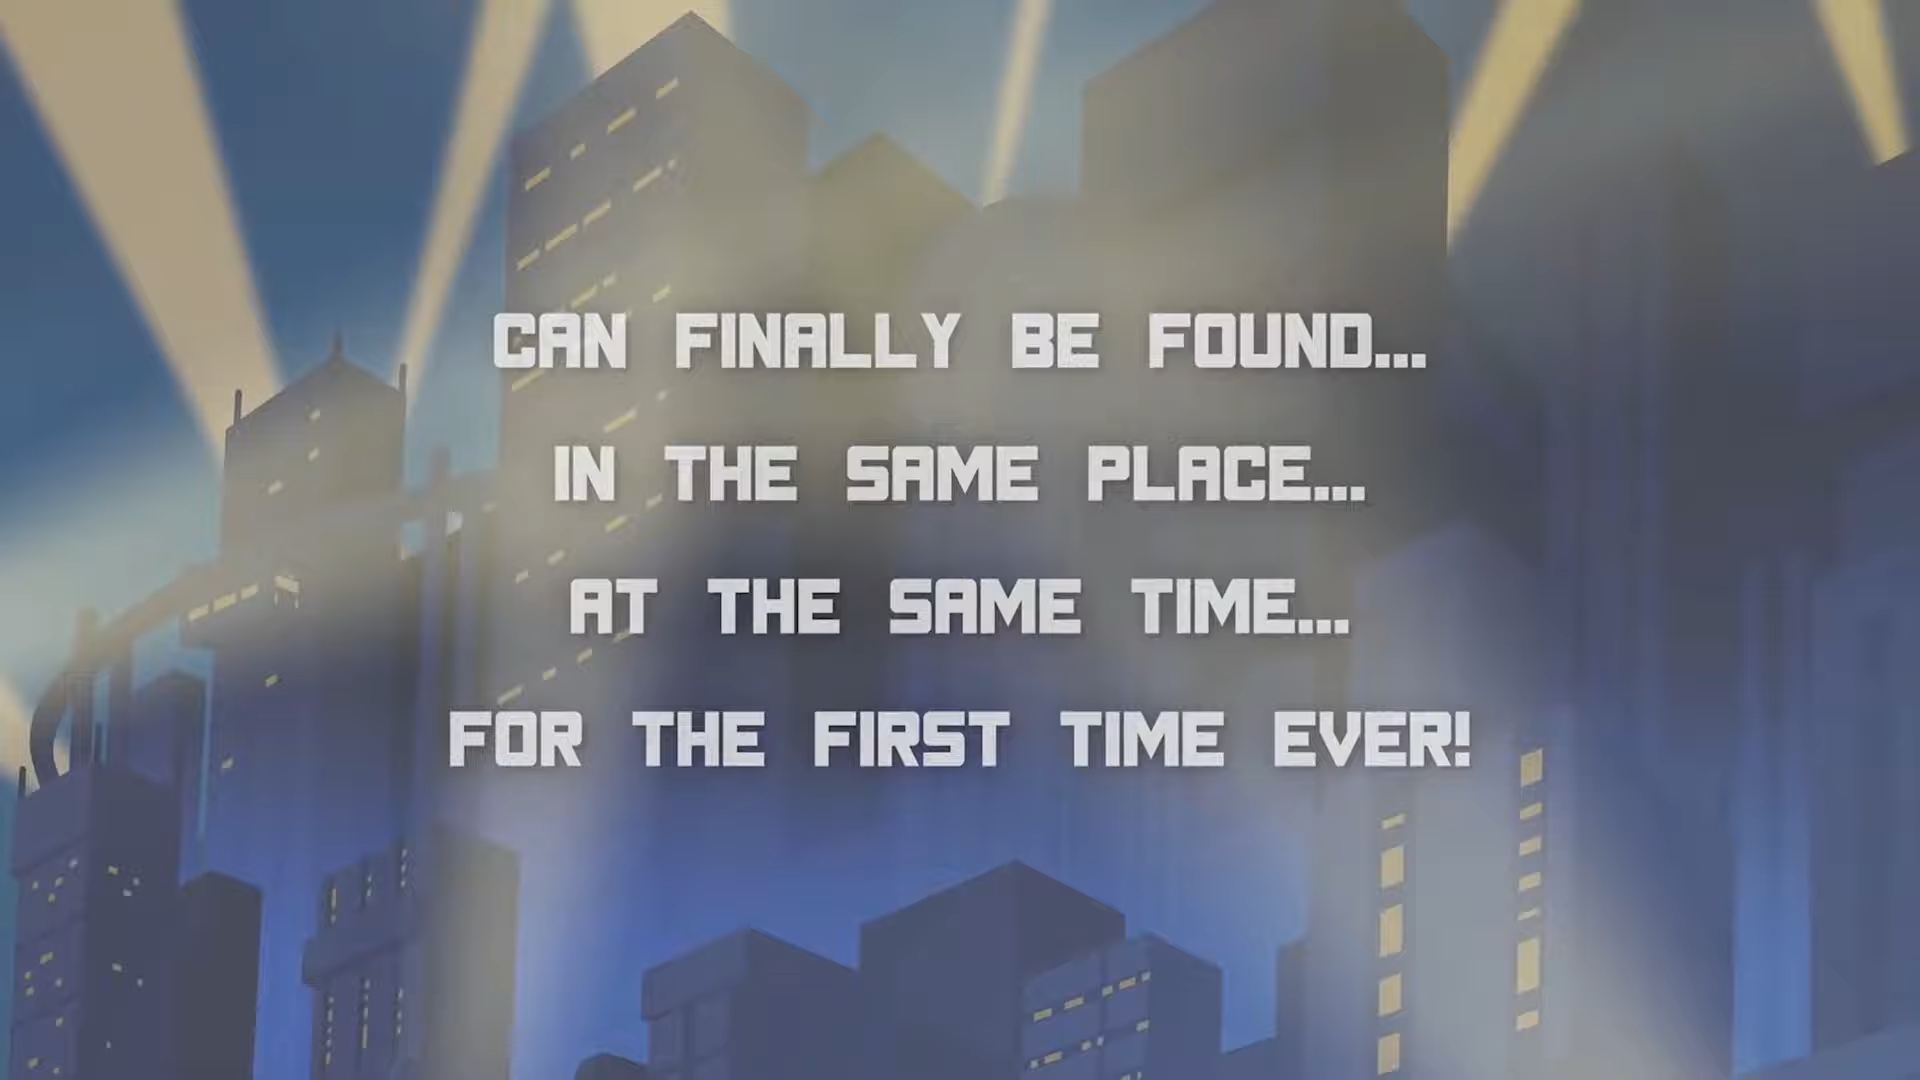 CAN FINALLY BE FOUND...
IN THE SAME PLACE...
AT THE SAME TIME...
FOR THE FIRST TIME EVER!